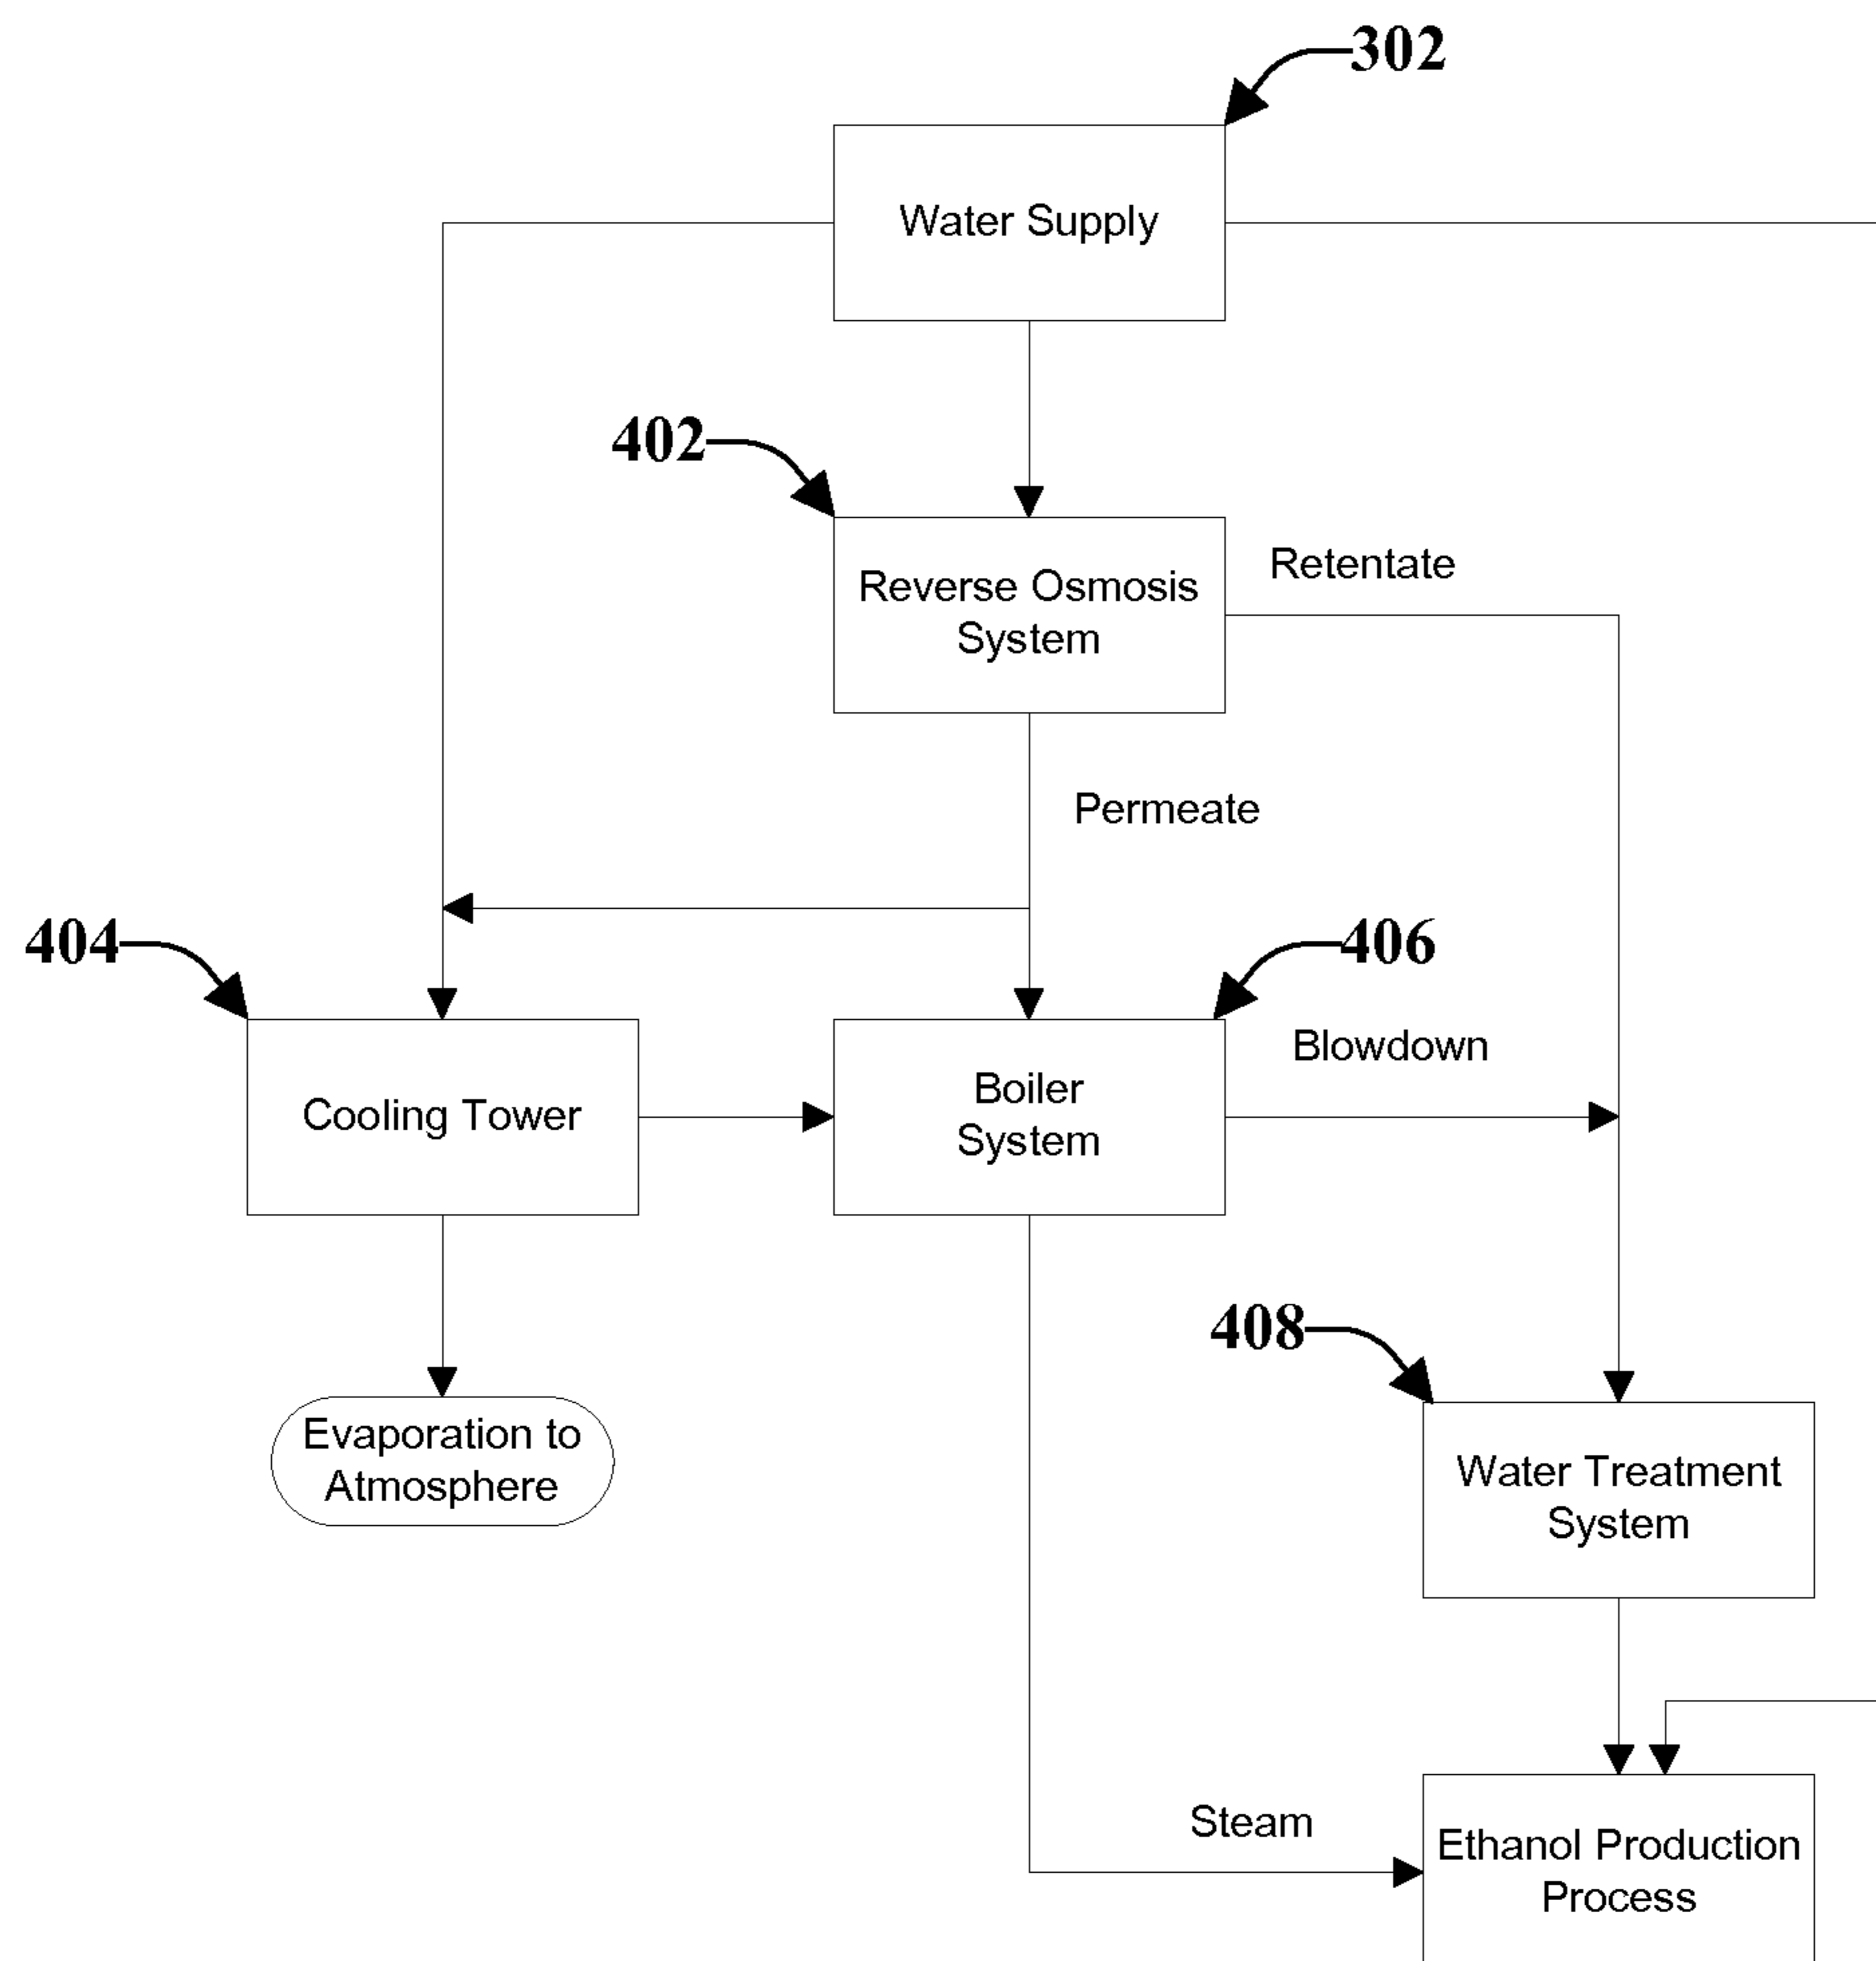 302
Water Supply
402
Reverse Osmosis
System
Retentate
Permeate
404
406
Cooling Tower
Boiler
System
Blowdown
Evaporation to
Atmosphere
408
Water Treatment
System
Steam
Ethanol Production
Process